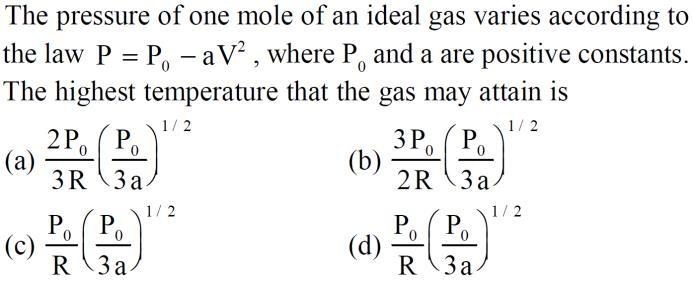 The pressure of one mole of an ideal gas varies according to
the law P = P₀ − aV², where P₀ and a are positive constants.
The highest temperature that the gas may attain is
(a) 2P₀/3R (P₀/3a)^1/2 (b) 3P₀/2R (P₀/3a)^1/2
(c) P₀/R (P₀/3a)^1/2 (d) P₀/R (P₀/3a)^1/2